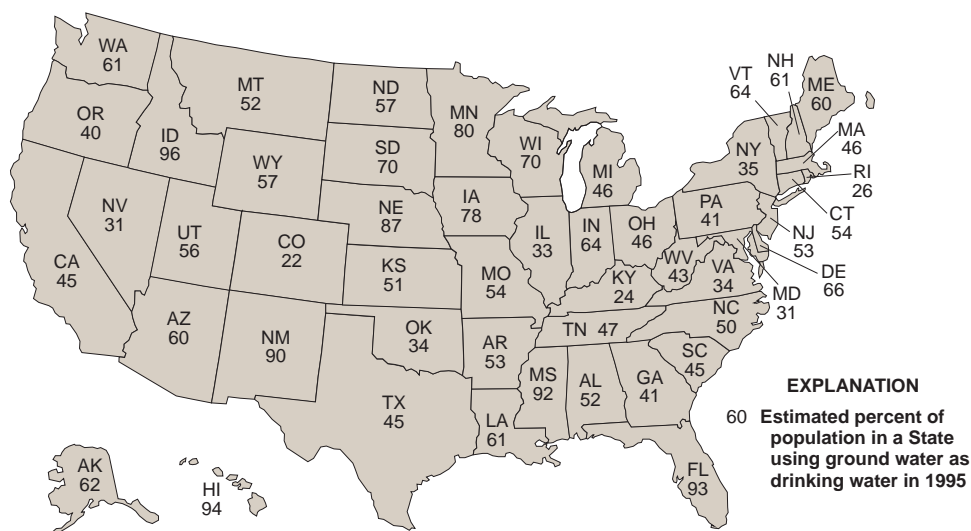 WA
61
MT
52
ND
57
MN
80
VT
64
NH
61
ME
60
OR
40
ID
96
WY
57
SD
70
WI
70
MI
46
NY
35
MA
46
RI
26
CT
54
NJ
53
DE
66
MD
31
NV
31
UT
56
CO
22
NE
87
IA
78
IL
33
IN
64
OH
46
PA
41
WV
43
VA
34
CA
45
KS
51
MO
54
KY
24
NC
50
AZ
60
NM
90
OK
34
AR
53
TN 47
SC
45
MS
92
AL
52
GA
41
TX
45
LA
61
FL
93
AK
62
HI
94
EXPLANATION
60 Estimated percent of
population in a State
using ground water as
drinking water in 1995